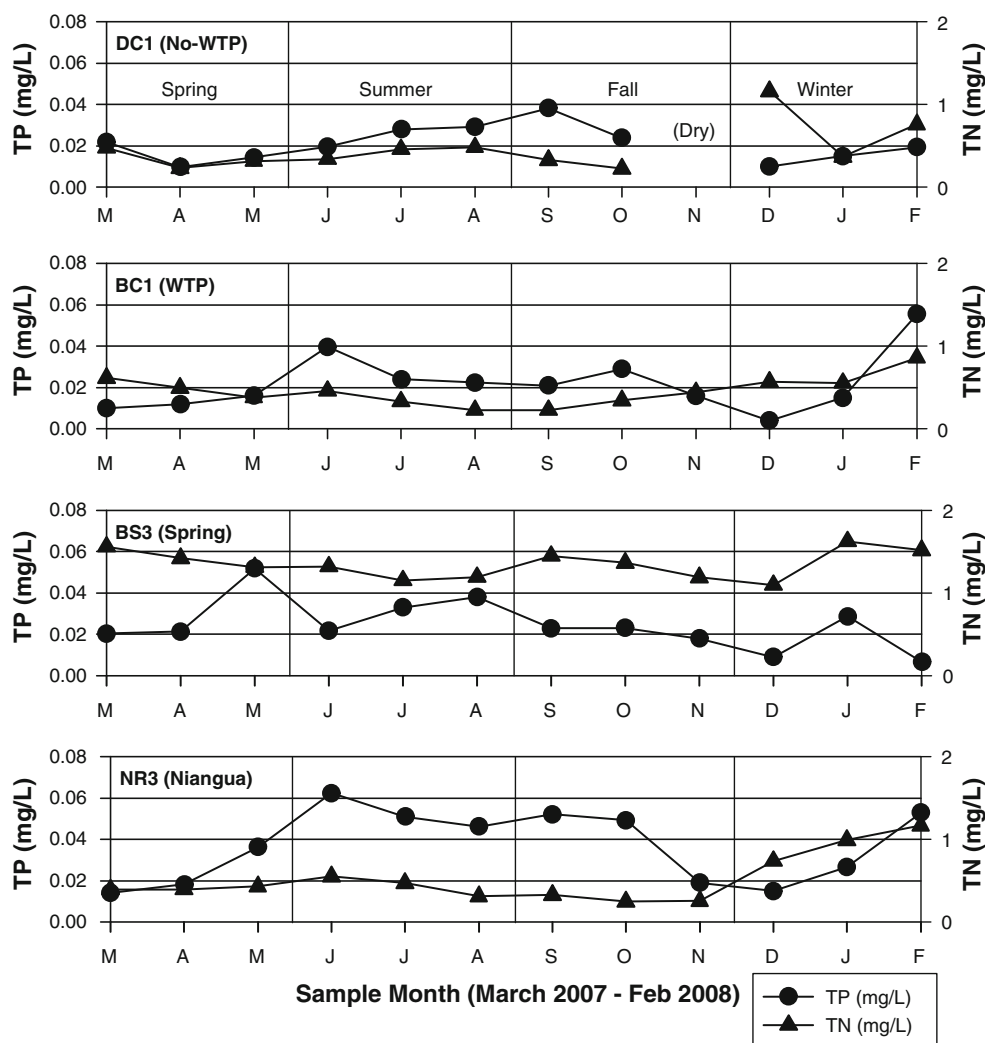 DC1 (No-WTP)
Spring Summer Fall Winter
(Dry)
TP (mg/L)
0.08
0.06
0.04
0.02
0.00
2
1
0
TN (mg/L)
M A M J J A S O N D J F
BC1 (WTP)
TP (mg/L)
0.08
0.06
0.04
0.02
0.00
2
1
0
TN (mg/L)
M A M J J A S O N D J F
BS3 (Spring)
TP (mg/L)
0.08
0.06
0.04
0.02
0.00
2
1
0
TN (mg/L)
M A M J J A S O N D J F
NR3 (Niangua)
TP (mg/L)
0.08
0.06
0.04
0.02
0.00
2
1
0
TN (mg/L)
M A M J J A S O N D J F
Sample Month (March 2007 - Feb 2008)
TP (mg/L)
TN (mg/L)